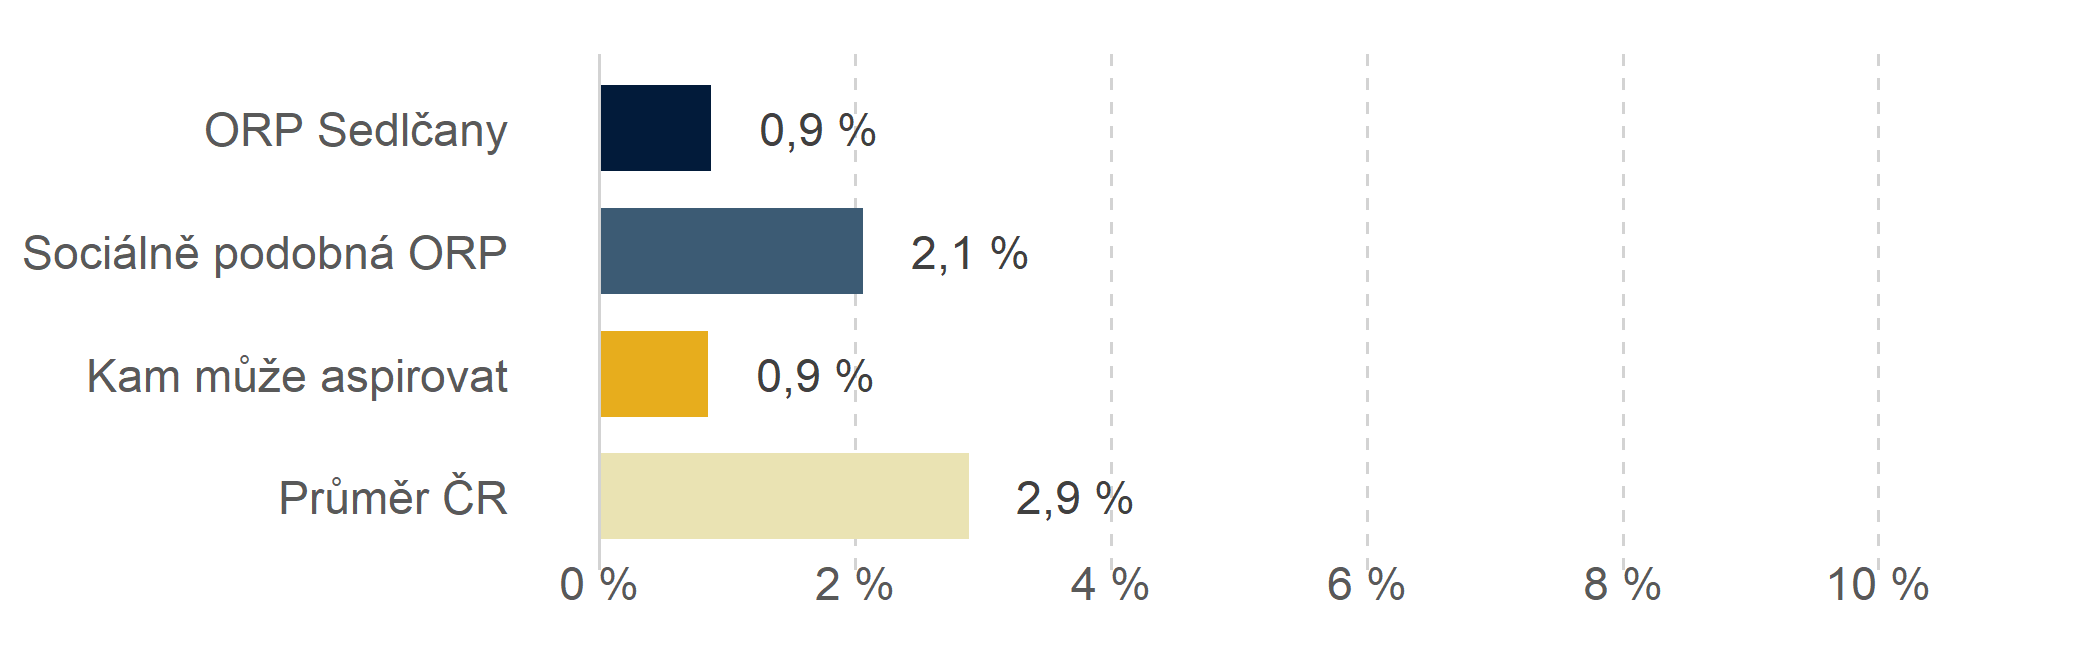 ORP Sedlčany 0,9 %
Sociálně podobná ORP 2,1 %
Kam může aspirovat 0,9 %
Průměr ČR 2,9 %
0 % 2 % 4 % 6 % 8 % 10 %